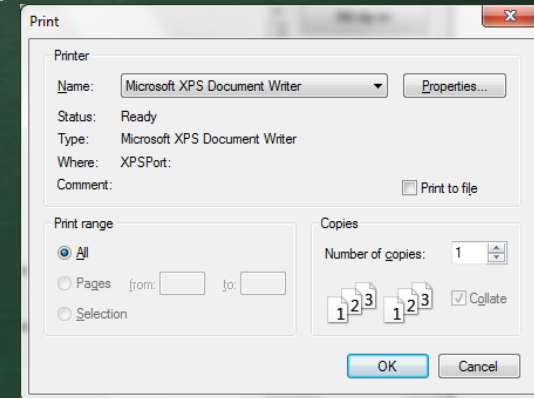 Print
Printer
Name: Microsoft XPS Document Writer Properties...
Status: Ready
Type: Microsoft XPS Document Writer
Where: XPSPort:
Comment: Print to file
Print range
All
Pages from: to:
Selection
Copies
Number of copies: 1
1 2 3 1 2 3 Collate
OK Cancel